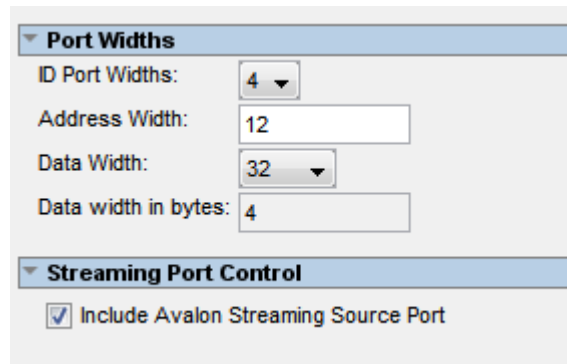 Port Widths
ID Port Widths: 4
Address Width: 12
Data Width: 32
Data width in bytes: 4
Streaming Port Control
Include Avalon Streaming Source Port